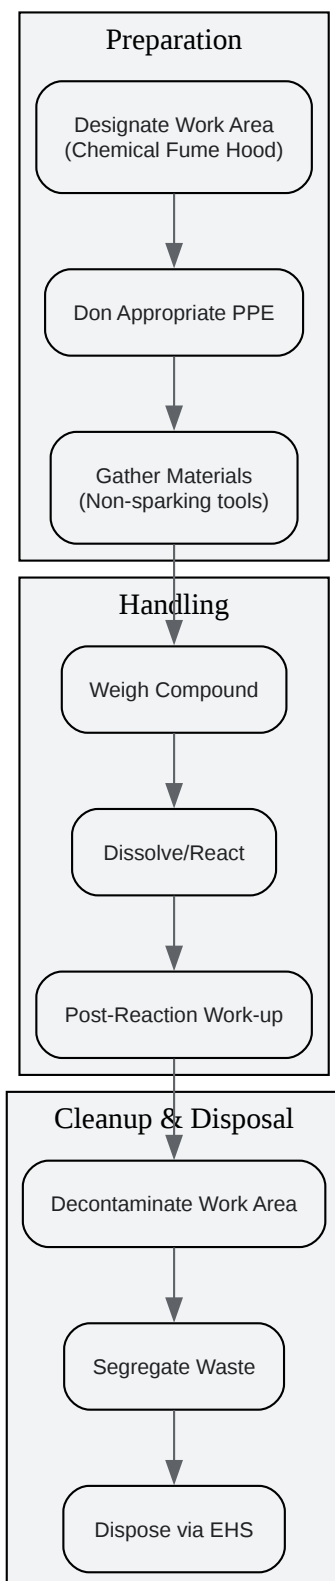 Preparation
Designate Work Area
(Chemical Fume Hood)
Don Appropriate PPE
Gather Materials
(Non-sparking tools)
Handling
Weigh Compound
Dissolve/React
Post-Reaction Work-up
Cleanup & Disposal
Decontaminate Work Area
Segregate Waste
Dispose via EHS